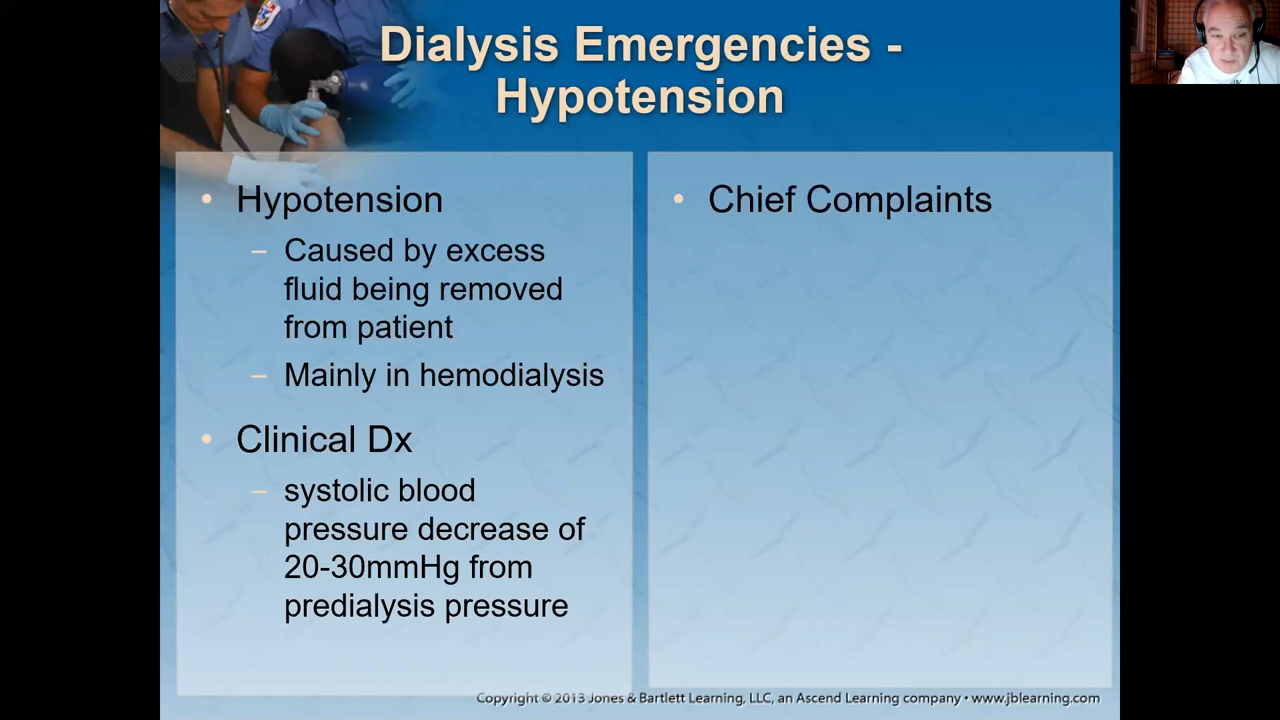 Dialysis Emergencies -
Hypotension
• Hypotension
– Caused by excess
fluid being removed
from patient
– Mainly in hemodialysis
• Clinical Dx
– systolic blood
pressure decrease of
20-30mmHg from
predialysis pressure
• Chief Complaints
Copyright © 2013 Jones & Bartlett Learning, LLC, an Ascend Learning company • www.jblearning.com